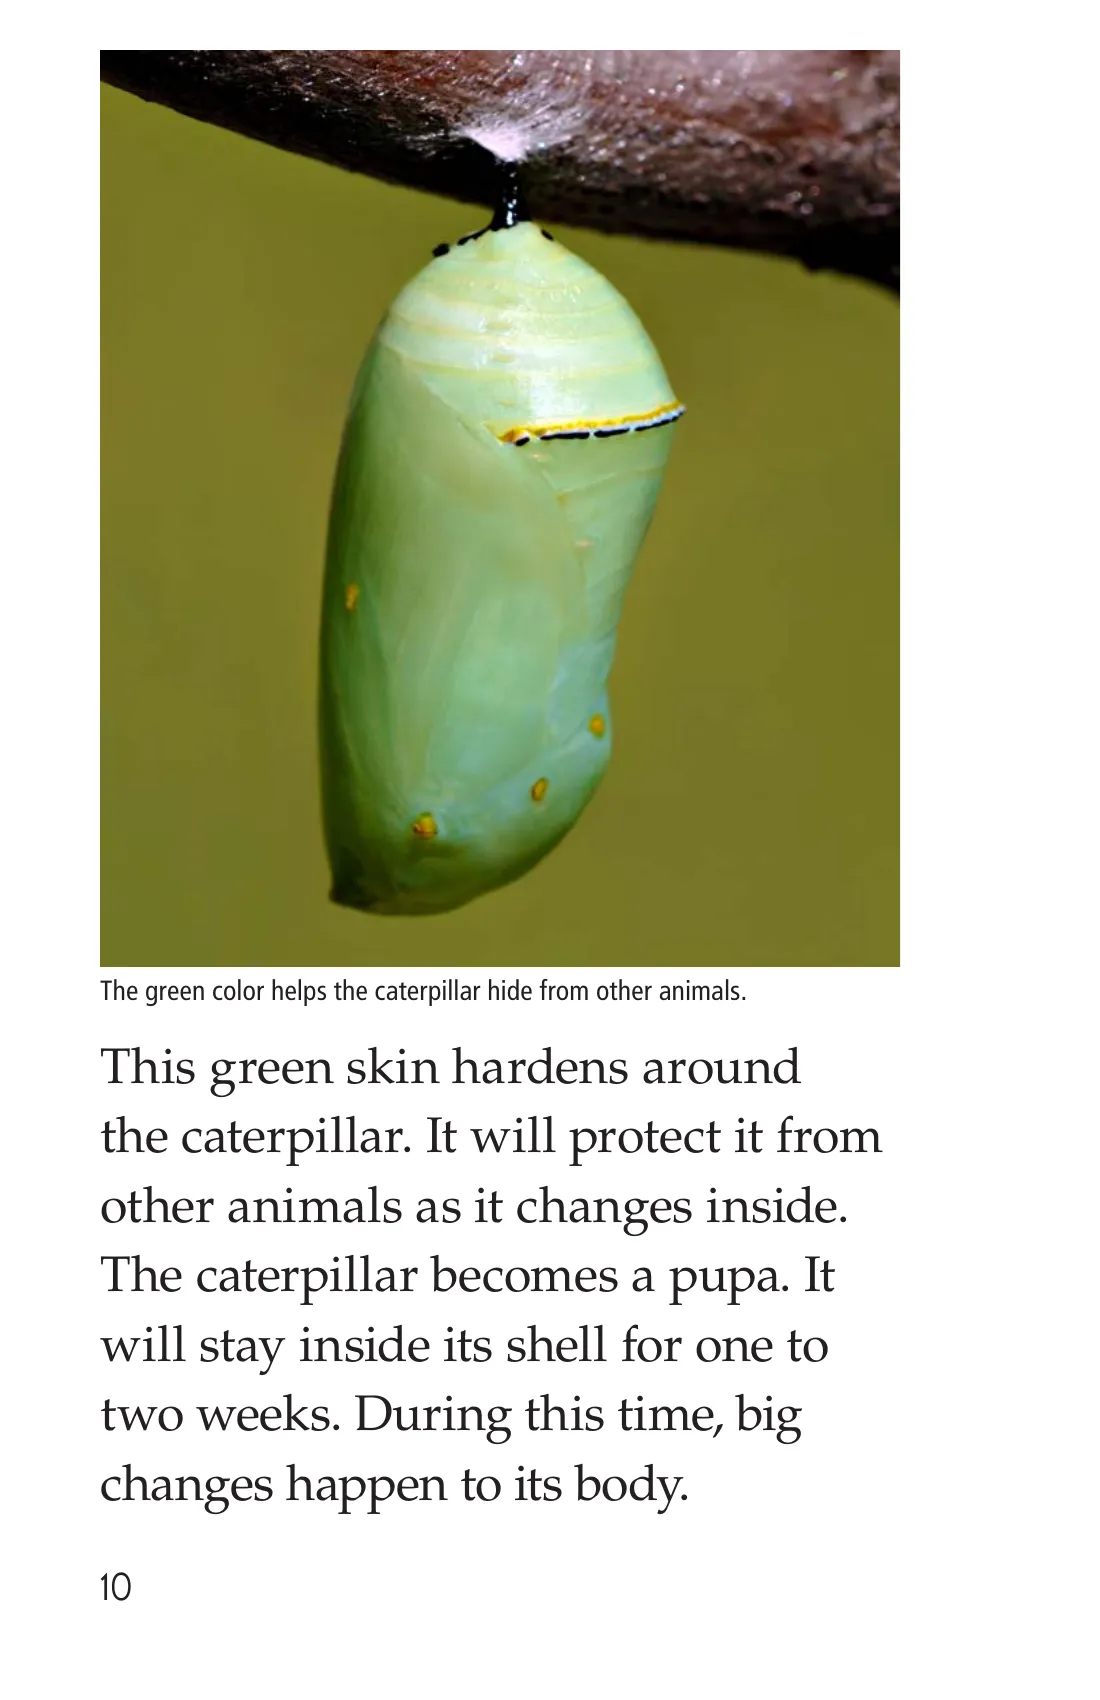 The green color helps the caterpillar hide from other animals.
This green skin hardens around
the caterpillar. It will protect it from
other animals as it changes inside.
The caterpillar becomes a pupa. It
will stay inside its shell for one to
two weeks. During this time, big
changes happen to its body.
10